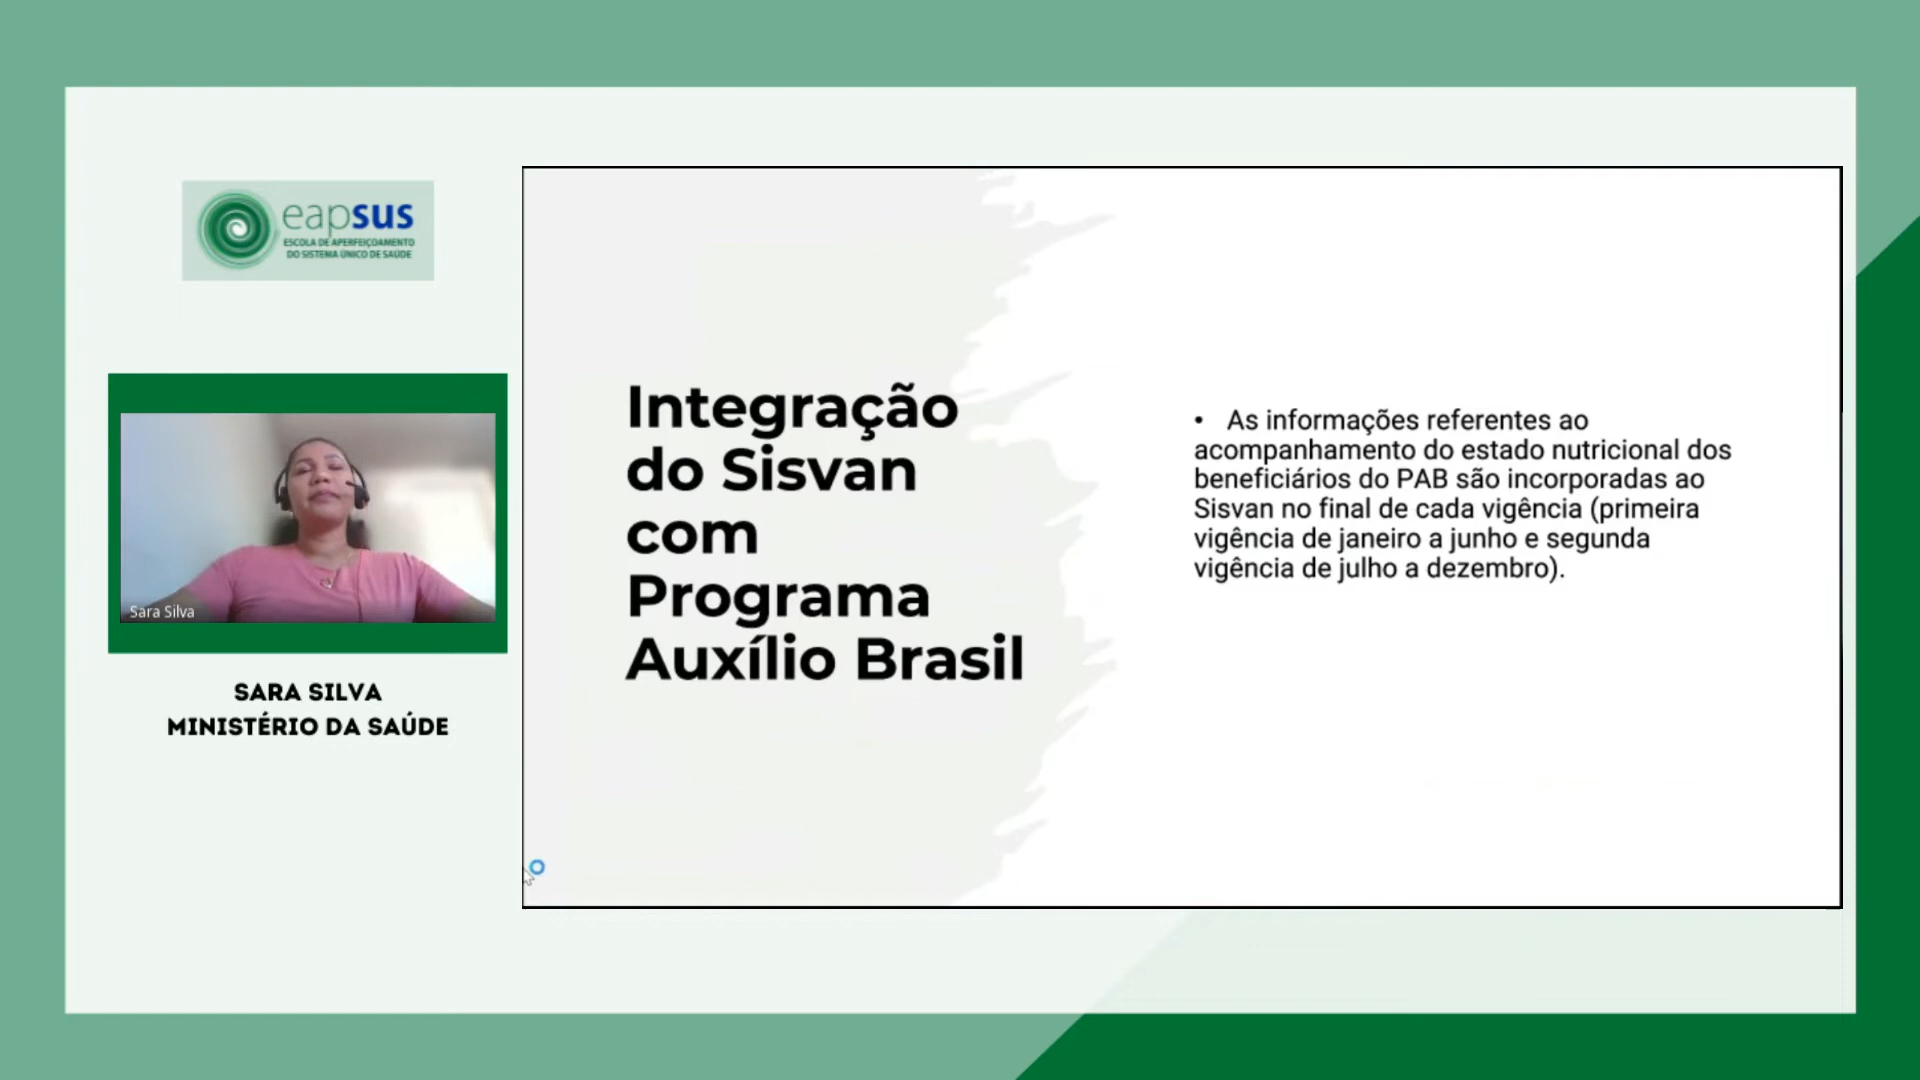 eapsus
ESCOLA DE APERFEIÇOAMENTO
DO SISTEMA ÚNICO DE SAÚDE
Sara Silva
SARA SILVA
MINISTÉRIO DA SAÚDE
Integração
do Sisvan
com
Programa
Auxílio Brasil
• As informações referentes ao
acompanhamento do estado nutricional dos
beneficiários do PAB são incorporadas ao
Sisvan no final de cada vigência (primeira
vigência de janeiro a junho e segunda
vigência de julho a dezembro).